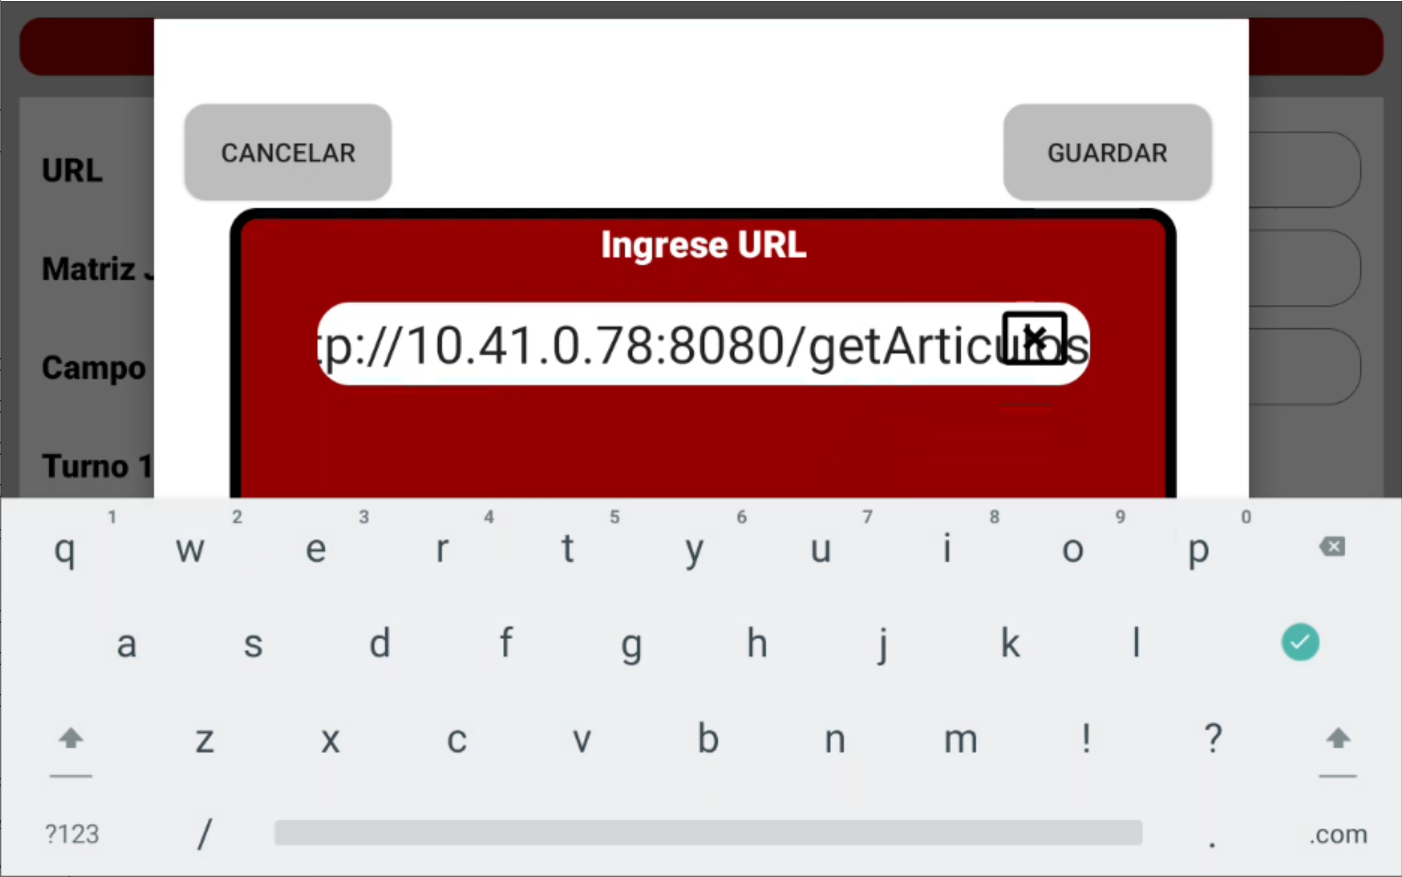 CANCELAR
GUARDAR
URL
Ingrese URL
Matriz J
tp://10.41.0.78:8080/getArticulos
Campo
Turno 1
1 2 3 4 5 6 7 8 9 0
q w e r t y u i o p
a s d f g h j k l
z x c v b n m ! ?
?123 / . .com